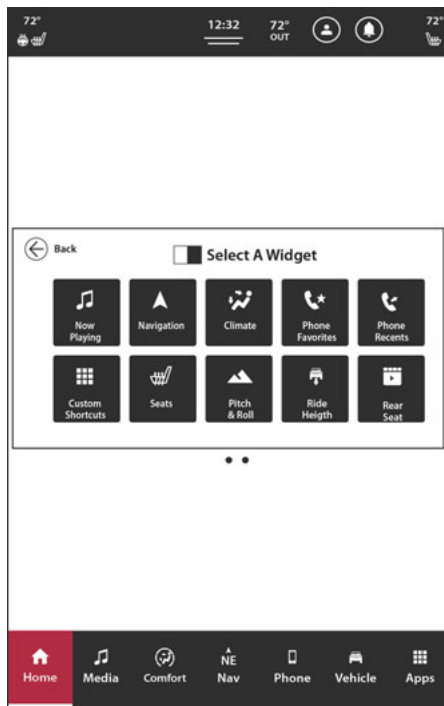 72°
12:32
72°
OUT
72°
Back
Select A Widget
Now
Playing
Navigation
Climate
Phone
Favorites
Phone
Recents
Custom
Shortcuts
Seats
Pitch
& Roll
Ride
Heigth
Rear
Seat
NE
Home
Media
Comfort
Nav
Phone
Vehicle
Apps